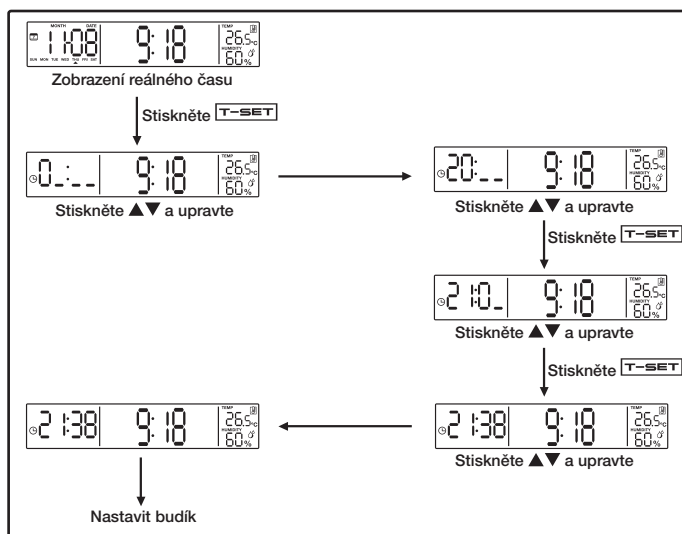 MONTH DATE
11:08
SUN MON TUE WED THU FRI SAT
9:18
TEMP
26.5°C
HUMIDITY
60%
Zobrazení reálného času
Stiskněte T-SET
0_:_ _
9:18
TEMP
26.5°C
HUMIDITY
60%
Stiskněte ▲▼ a upravte
20:_ _
9:18
TEMP
26.5°C
HUMIDITY
60%
Stiskněte ▲▼ a upravte
Stiskněte T-SET
21:0_
9:18
TEMP
26.5°C
HUMIDITY
60%
Stiskněte ▲▼ a upravte
Stiskněte T-SET
21:38
9:18
TEMP
26.5°C
HUMIDITY
60%
Stiskněte ▲▼ a upravte
21:38
9:18
TEMP
26.5°C
HUMIDITY
60%
Nastavit budík